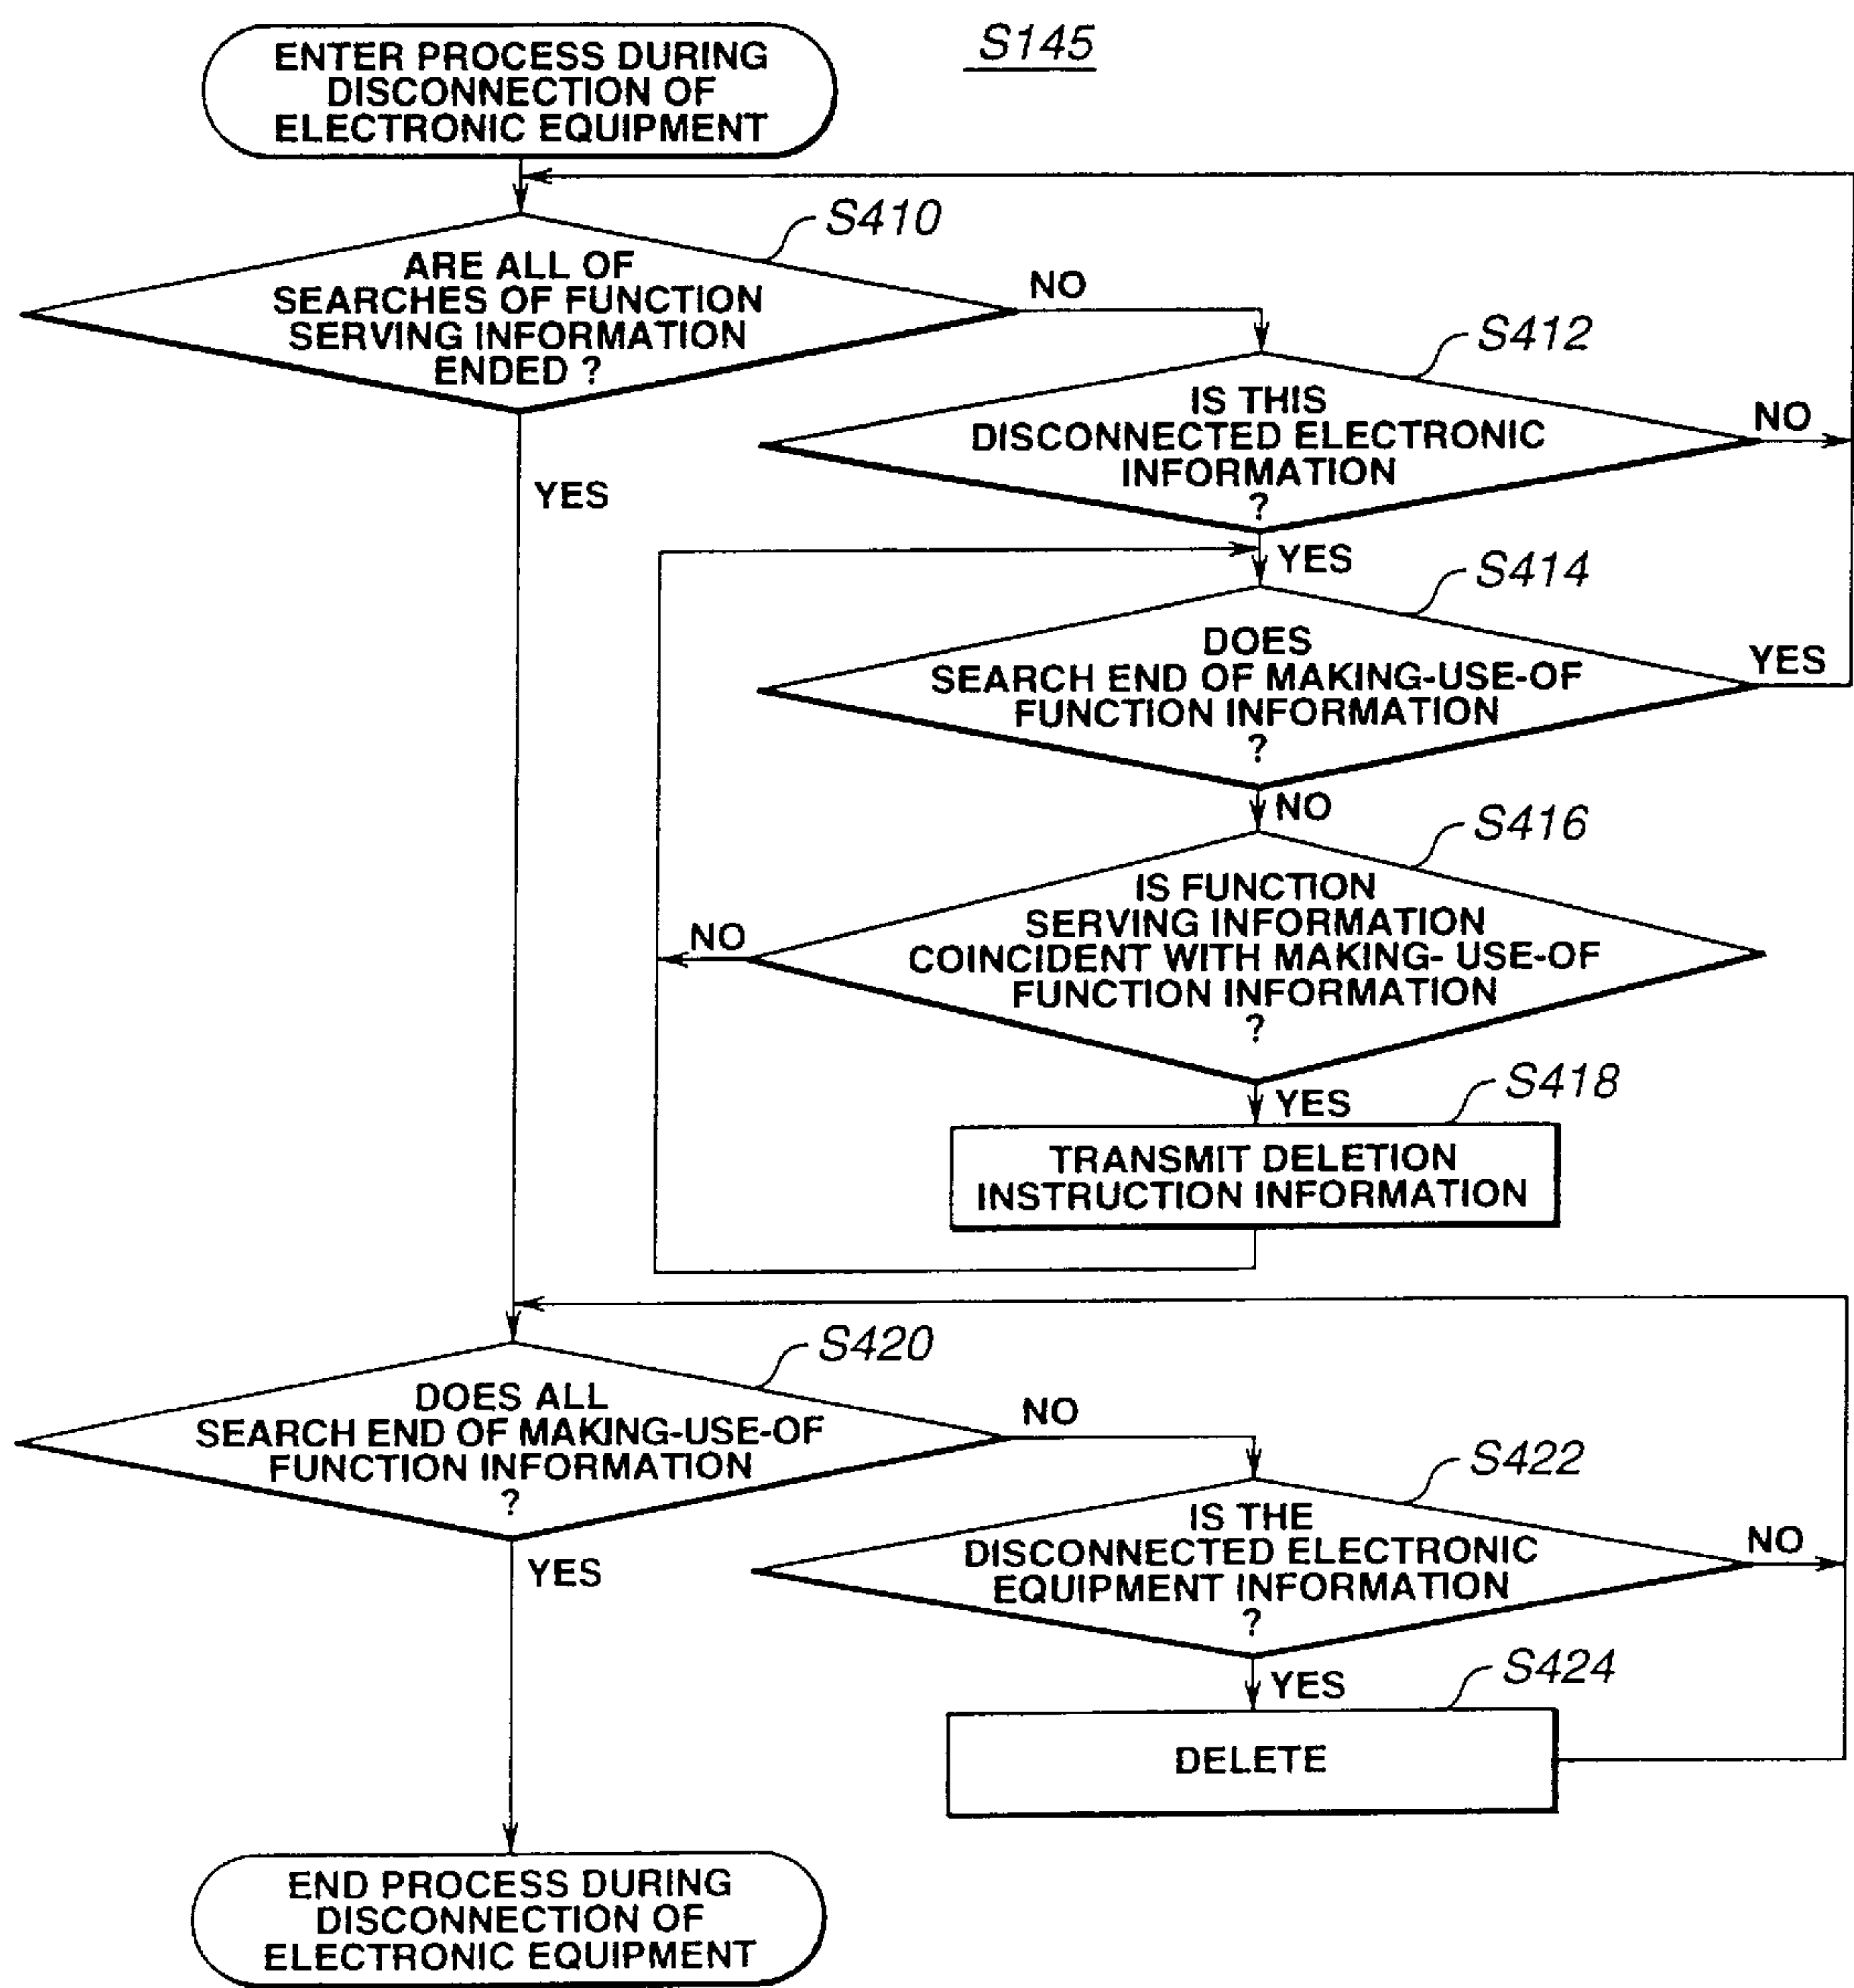 S145
ENTER PROCESS DURING
DISCONNECTION OF
ELECTRONIC EQUIPMENT
S410
ARE ALL OF
SEARCHES OF FUNCTION
SERVING INFORMATION
ENDED ?
NO
YES
S412
IS THIS
DISCONNECTED ELECTRONIC
INFORMATION
?
NO
YES
S414
DOES
SEARCH END OF MAKING-USE-OF
FUNCTION INFORMATION
?
YES
NO
S416
IS FUNCTION
SERVING INFORMATION
COINCIDENT WITH MAKING- USE-OF
FUNCTION INFORMATION
?
NO
YES
S418
TRANSMIT DELETION
INSTRUCTION INFORMATION
S420
DOES ALL
SEARCH END OF MAKING-USE-OF
FUNCTION INFORMATION
?
NO
YES
S422
IS THE
DISCONNECTED ELECTRONIC
EQUIPMENT INFORMATION
?
NO
YES
S424
DELETE
END PROCESS DURING
DISCONNECTION OF
ELECTRONIC EQUIPMENT